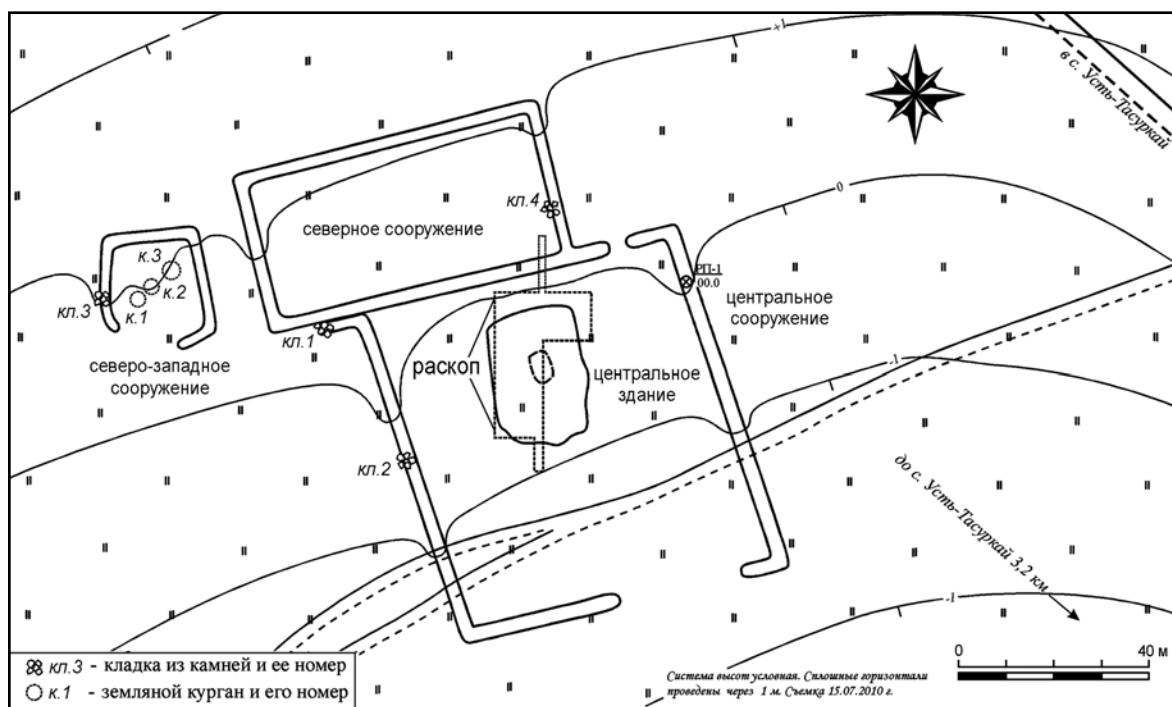 +1
в с. Усть-Тасуркай
кл.4
северное сооружение
0
к.3
к.2
к.1
кл.3
РП-1
00.0
центральное
сооружение
кл.1
северо-западное
сооружение
раскоп
центральное
здание
-1
кл.2
до с. Усть-Тасуркай 3,2 км
-1
0 40 м
кл.3 - кладка из камней и ее номер
к.1 - земляной курган и его номер
Система высот условная. Сплошные горизонтали
проведены через 1 м. Съемка 15.07.2010 г.